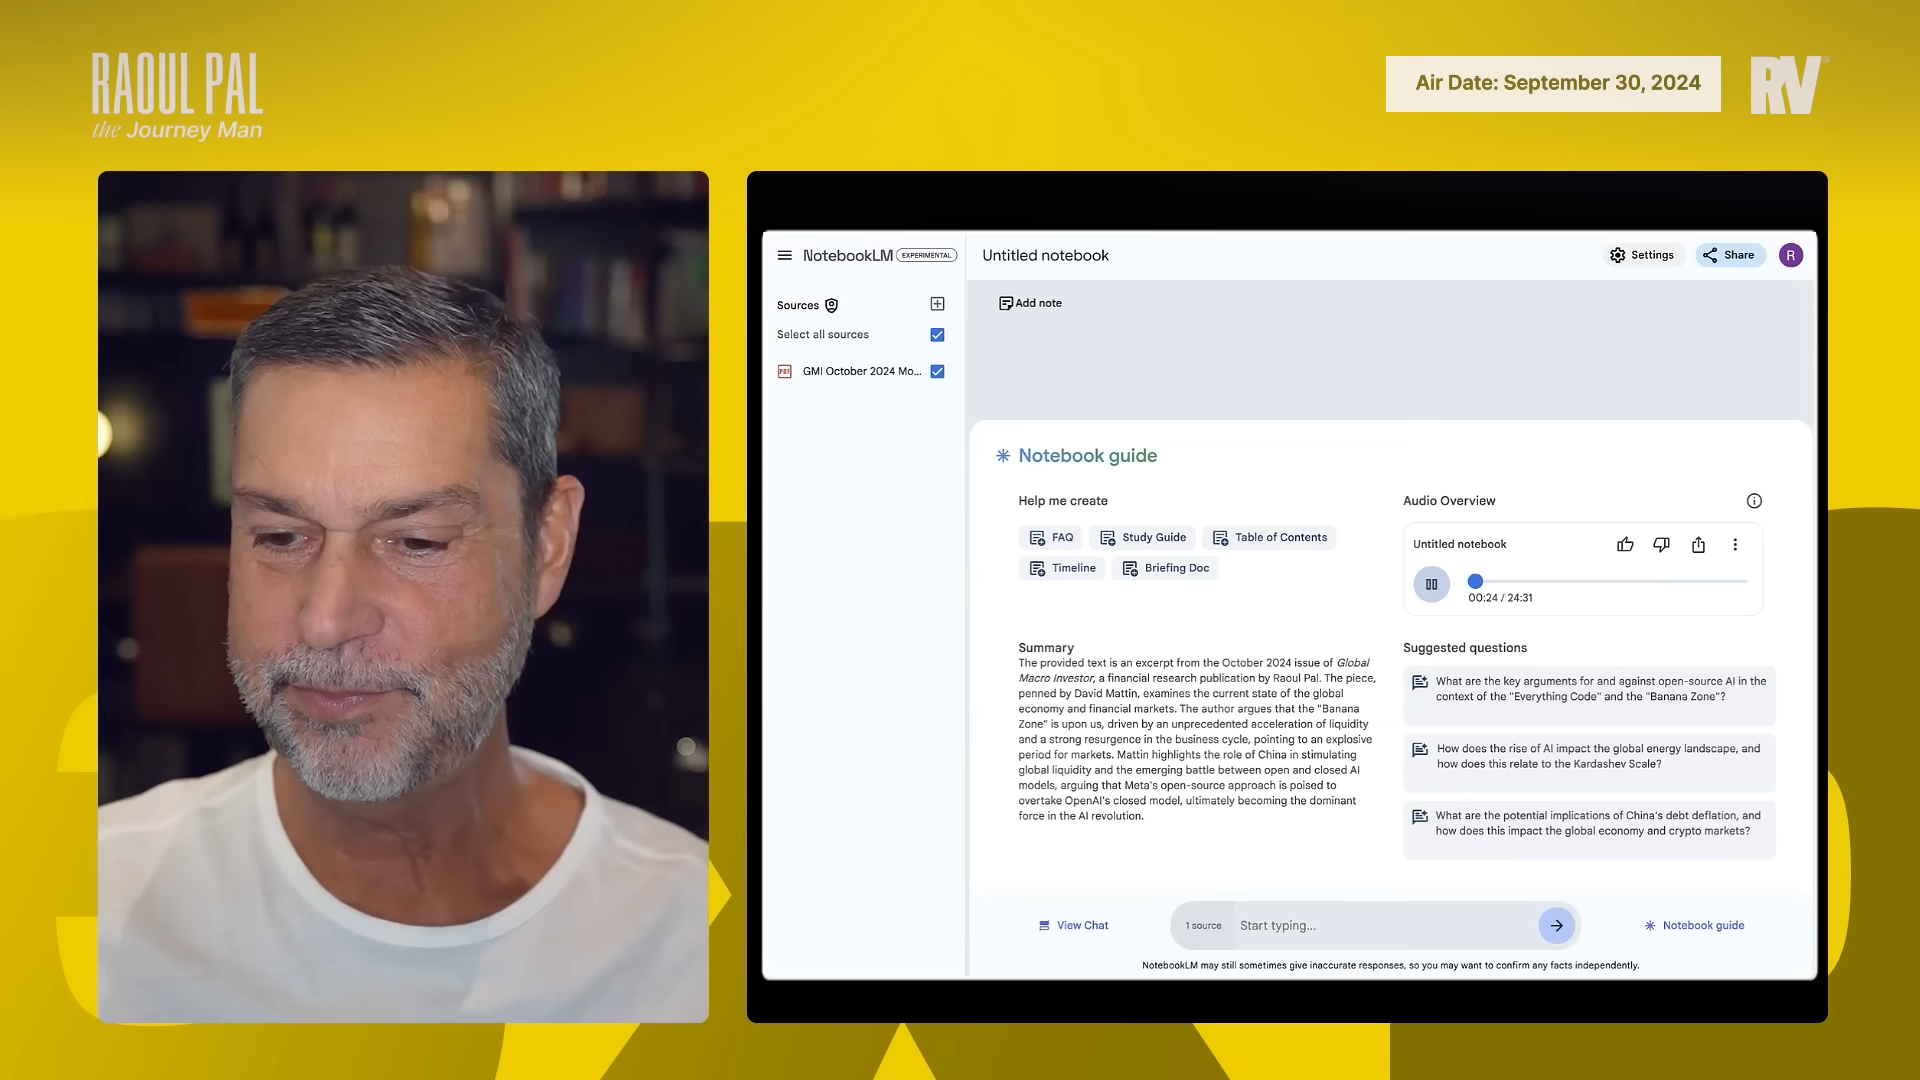 RAOUL PAL
the Journey Man
Air Date: September 30, 2024
RV
NotebookLM EXPERIMENTAL
Untitled notebook
Settings
Share
R
Sources
Select all sources
PDF GMI October 2024 Mo...
Add note
Notebook guide
Help me create
FAQ
Study Guide
Table of Contents
Timeline
Briefing Doc
Audio Overview
Untitled notebook
00:24 / 24:31
Summary
The provided text is an excerpt from the October 2024 issue of Global
Macro Investor, a financial research publication by Raoul Pal. The piece,
penned by David Mattin, examines the current state of the global
economy and financial markets. The author argues that the "Banana
Zone" is upon us, driven by an unprecedented acceleration of liquidity
and a strong resurgence in the business cycle, pointing to an explosive
period for markets. Mattin highlights the role of China in stimulating
global liquidity and the emerging battle between open and closed AI
models, arguing that Meta's open-source approach is poised to
overtake OpenAI's closed model, ultimately becoming the dominant
force in the AI revolution.
Suggested questions
What are the key arguments for and against open-source AI in the
context of the "Everything Code" and the "Banana Zone"?
How does the rise of AI impact the global energy landscape, and
how does this relate to the Kardashev Scale?
What are the potential implications of China's debt deflation, and
how does this impact the global economy and crypto markets?
View Chat
1 source
Start typing...
Notebook guide
NotebookLM may still sometimes give inaccurate responses, so you may want to confirm any facts independently.